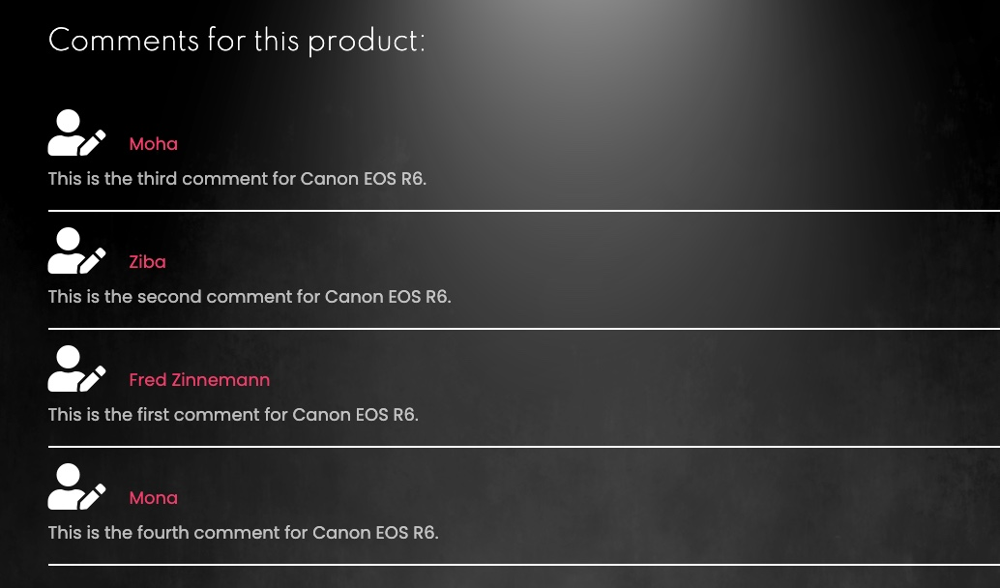 Comments for this product:
Moha
This is the third comment for Canon EOS R6.
Ziba
This is the second comment for Canon EOS R6.
Fred Zinnemann
This is the first comment for Canon EOS R6.
Mona
This is the fourth comment for Canon EOS R6.